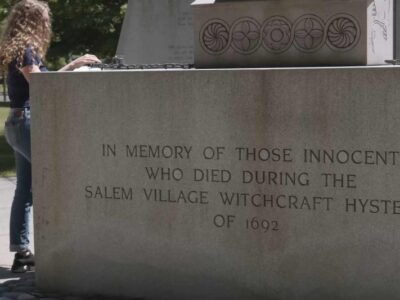 IN MEMORY OF THOSE INNOCENT
WHO DIED DURING THE
SALEM VILLAGE WITCHCRAFT HYSTE
OF 1692